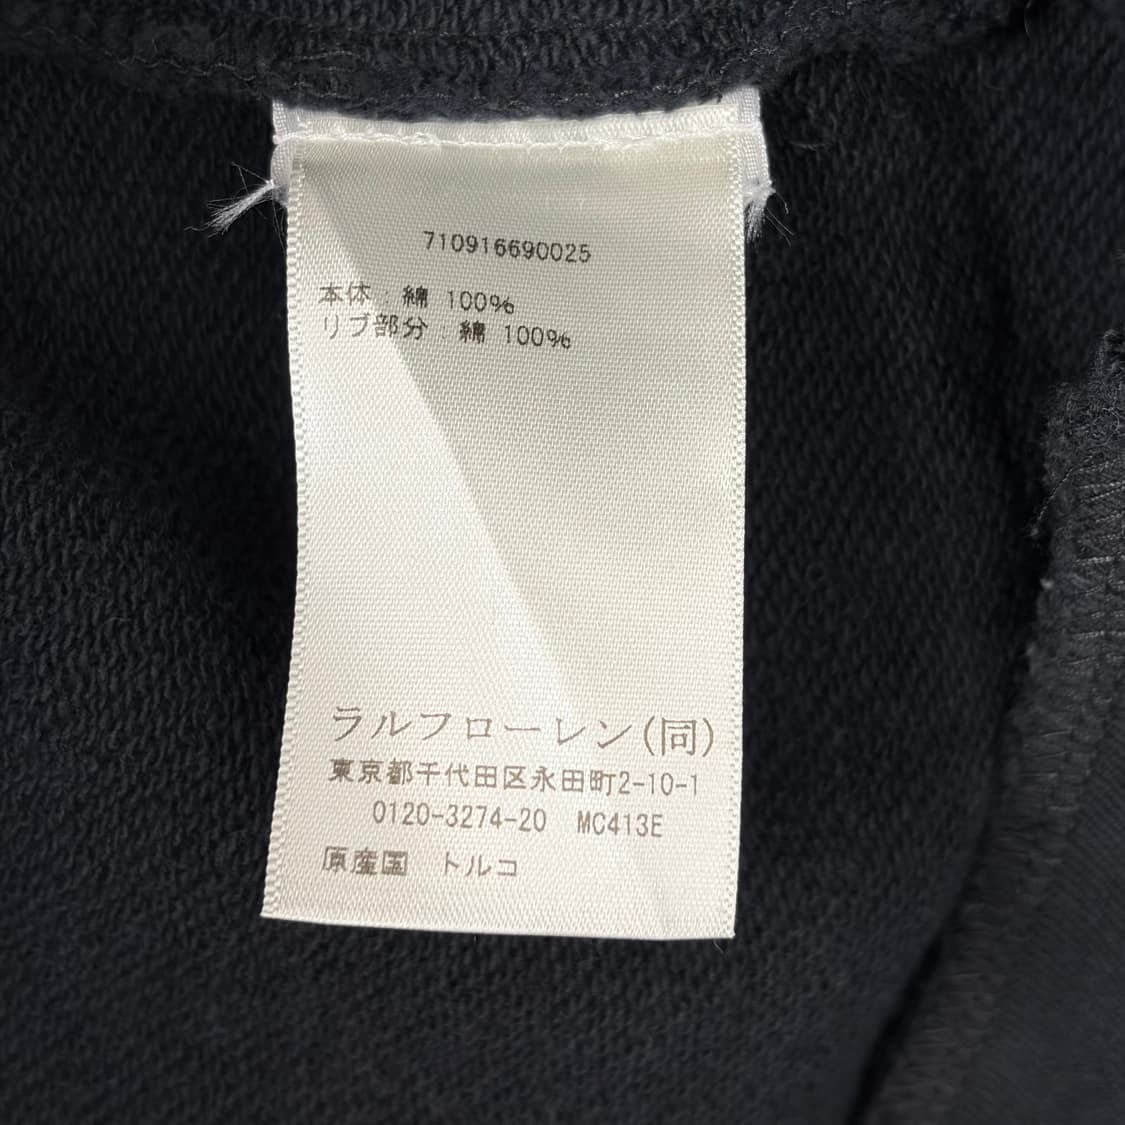 710916690025
本体：綿 100%
リブ部分：綿 100%
ラルフローレン(同)
東京都千代田区永田町2-10-1
0120-3274-20 MC413E
原産国 トルコ